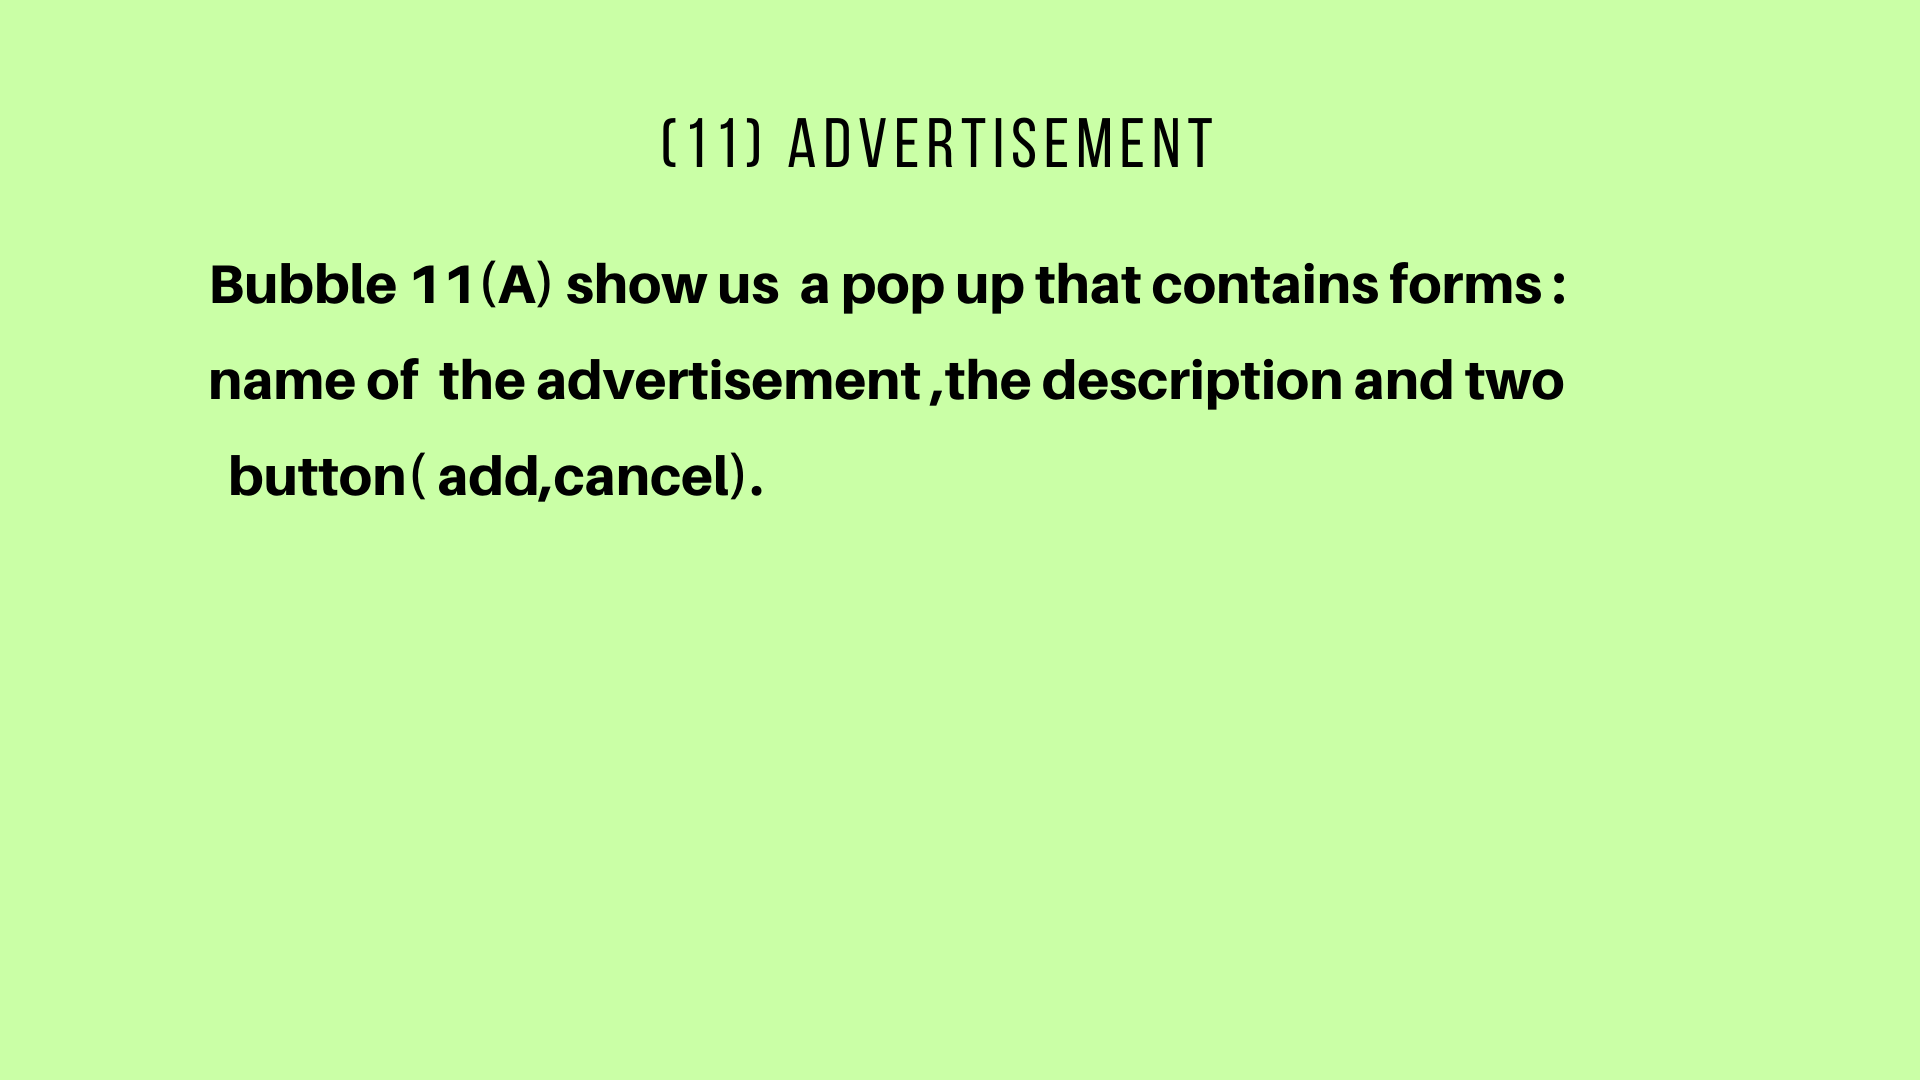 (11) ADVERTISEMENT
Bubble 11(A) show us  a pop up that contains forms :
name of  the advertisement ,the description and two
button( add,cancel).